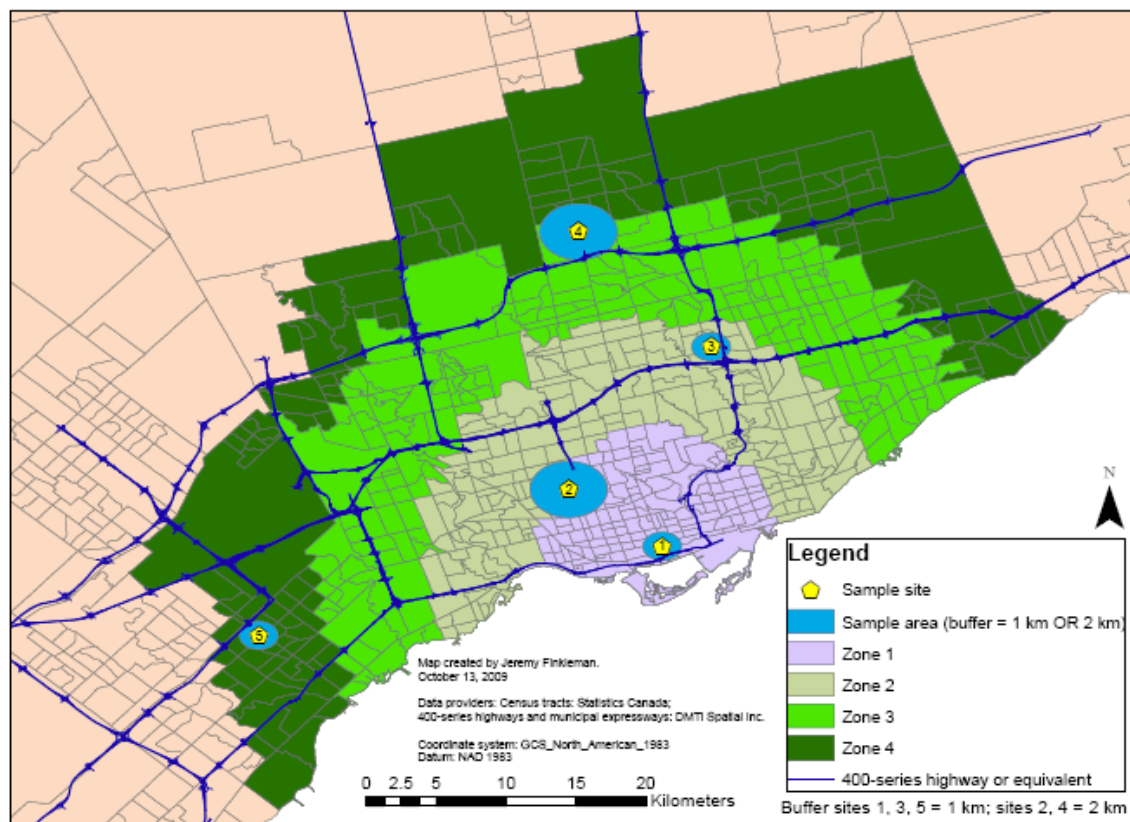 4
3
2
1
5
N
Legend
Sample site
Sample area (buffer = 1 km OR 2 km)
Zone 1
Zone 2
Zone 3
Zone 4
400-series highway or equivalent
Buffer sites 1, 3, 5 = 1 km; sites 2, 4 = 2 km
Map created by Jeremy Finkleman.
October 13, 2009
Data providers: Census tracts: Statistics Canada;
400-series highways and municipal expressways: DMTI Spatial Inc.
Coordinate system: GCS_North_American_1983
Datum: NAD 1983
0 2.5 5 10 15 20
Kilometers